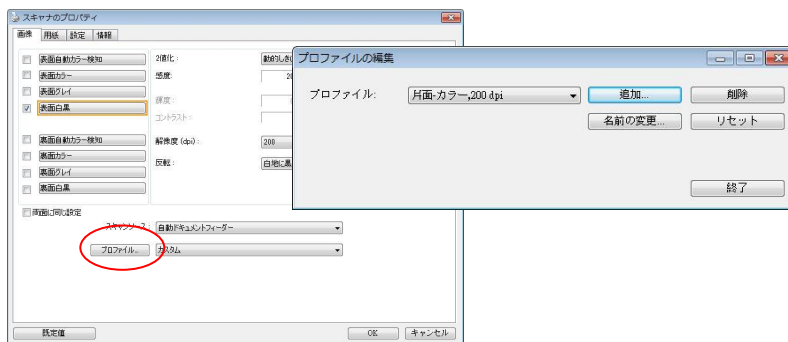 スキャナのプロパティ
画像 用紙 設定 情報
表面自動カラー検知
表面カラー
表面グレイ
表面白黒
裏面自動カラー検知
裏面カラー
裏面グレイ
裏面白黒
両面に同じ設定
2値化:
感度:
輝度:
コントラスト:
解像度 (dpi):
200
反転:
スキャンソース:
自動ドキュメントフィーダー
プロファイル...
カスタム
既定値
OK
キャンセル
プロファイルの編集
プロファイル:
片面-カラー,200 dpi
追加...
削除
名前の変更...
リセット
終了